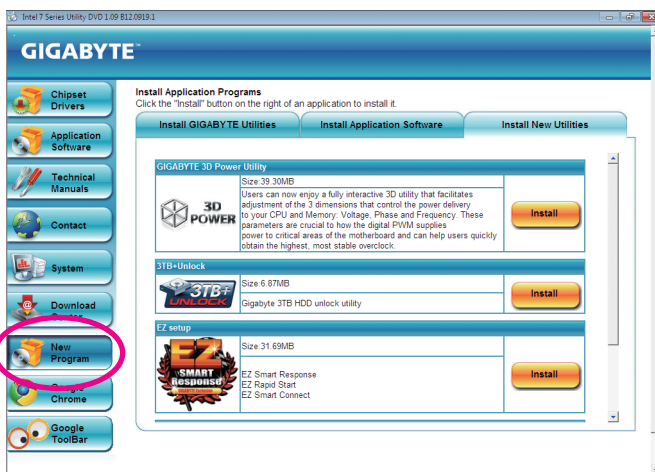 Intel 7 Series Utility DVD 1.09 B12.0919.1
GIGABYTE™
Chipset
Drivers
Application
Software
Technical
Manuals
Contact
System
Download
New
Program
Google
Chrome
Google
ToolBar
Install Application Programs
Click the "Install" button on the right of an application to install it.
Install GIGABYTE Utilities
Install Application Software
Install New Utilities
GIGABYTE 3D Power Utility
3D
POWER
Size:39.30MB
Users can now enjoy a fully interactive 3D utility that facilitates
adjustment of the 3 dimensions that control the power delivery
to your CPU and Memory: Voltage, Phase and Frequency. These
parameters are crucial to how the digital PWM supplies
power to critical areas of the motherboard and can help users quickly
obtain the highest, most stable overclock.
Install
3TB+Unlock
3TB+
UNLOCK
Size:6.87MB
Gigabyte 3TB HDD unlock utility
Install
EZ setup
EZ
SMART
Response
Size:31.69MB
EZ Smart Response
EZ Rapid Start
EZ Smart Connect
Install